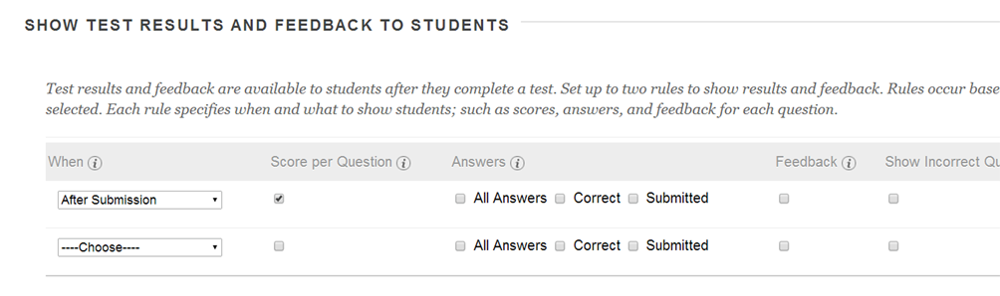 SHOW TEST RESULTS AND FEEDBACK TO STUDENTS
Test results and feedback are available to students after they complete a test. Set up to two rules to show results and feedback. Rules occur base
selected. Each rule specifies when and what to show students; such as scores, answers, and feedback for each question.
When i Score per Question i Answers i Feedback i Show Incorrect Qu
After Submission All Answers Correct Submitted
----Choose---- All Answers Correct Submitted